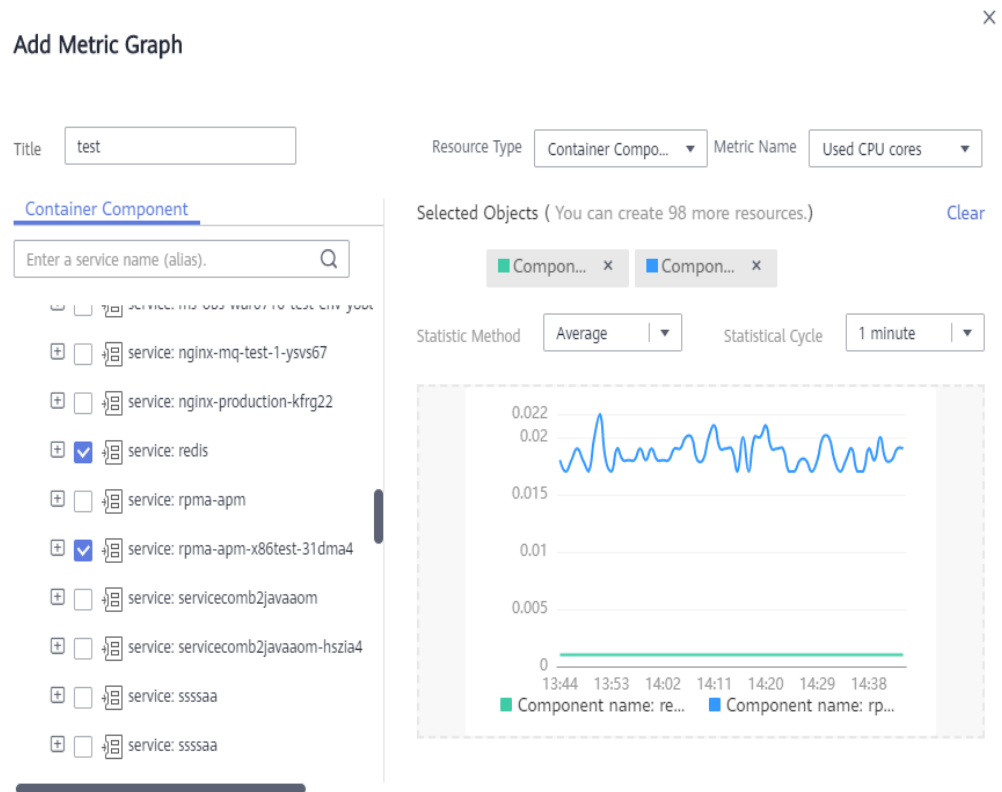 Add Metric Graph
Title
test
Resource Type
Container Compo...
Metric Name
Used CPU cores
Container Component
Enter a service name (alias).
service: nginx-mq-test-1-ysvs67
service: nginx-production-kfrg22
service: redis
service: rpma-apm
service: rpma-apm-x86test-31dma4
service: servicecomb2javaaom
service: servicecomb2javaaom-hszia4
service: ssssaa
service: ssssaa
Selected Objects ( You can create 98 more resources.)
Clear
Compon... ×
Compon... ×
Statistic Method
Average
Statistical Cycle
1 minute
0.022
0.02
0.015
0.01
0.005
0
13:44 13:53 14:02 14:11 14:20 14:29 14:38
Component name: re...
Component name: rp...